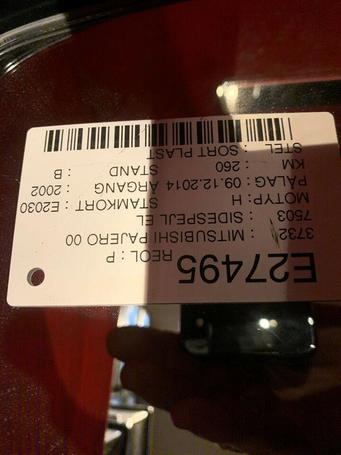 E27495
REOL : P
3732 : MITSUBISHI PAJERO 00
7503 : SIDESPEJL EL
MOTYP: H STAMKORT : E2030
PÅLAG : 09.12.2014 ÅRGANG : 2002
KM : 260 STAND : B
STEL : SORT PLAST